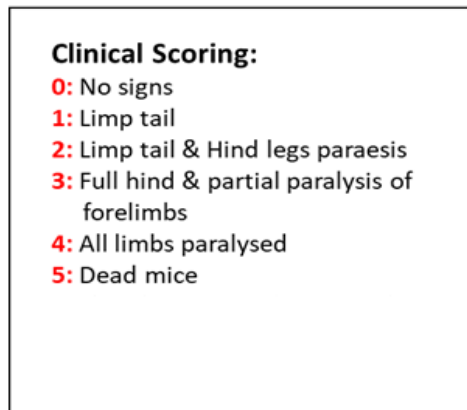 Clinical Scoring:
0: No signs
1: Limp tail
2: Limp tail & Hind legs paraesis
3: Full hind & partial paralysis of
forelimbs
4: All limbs paralysed
5: Dead mice